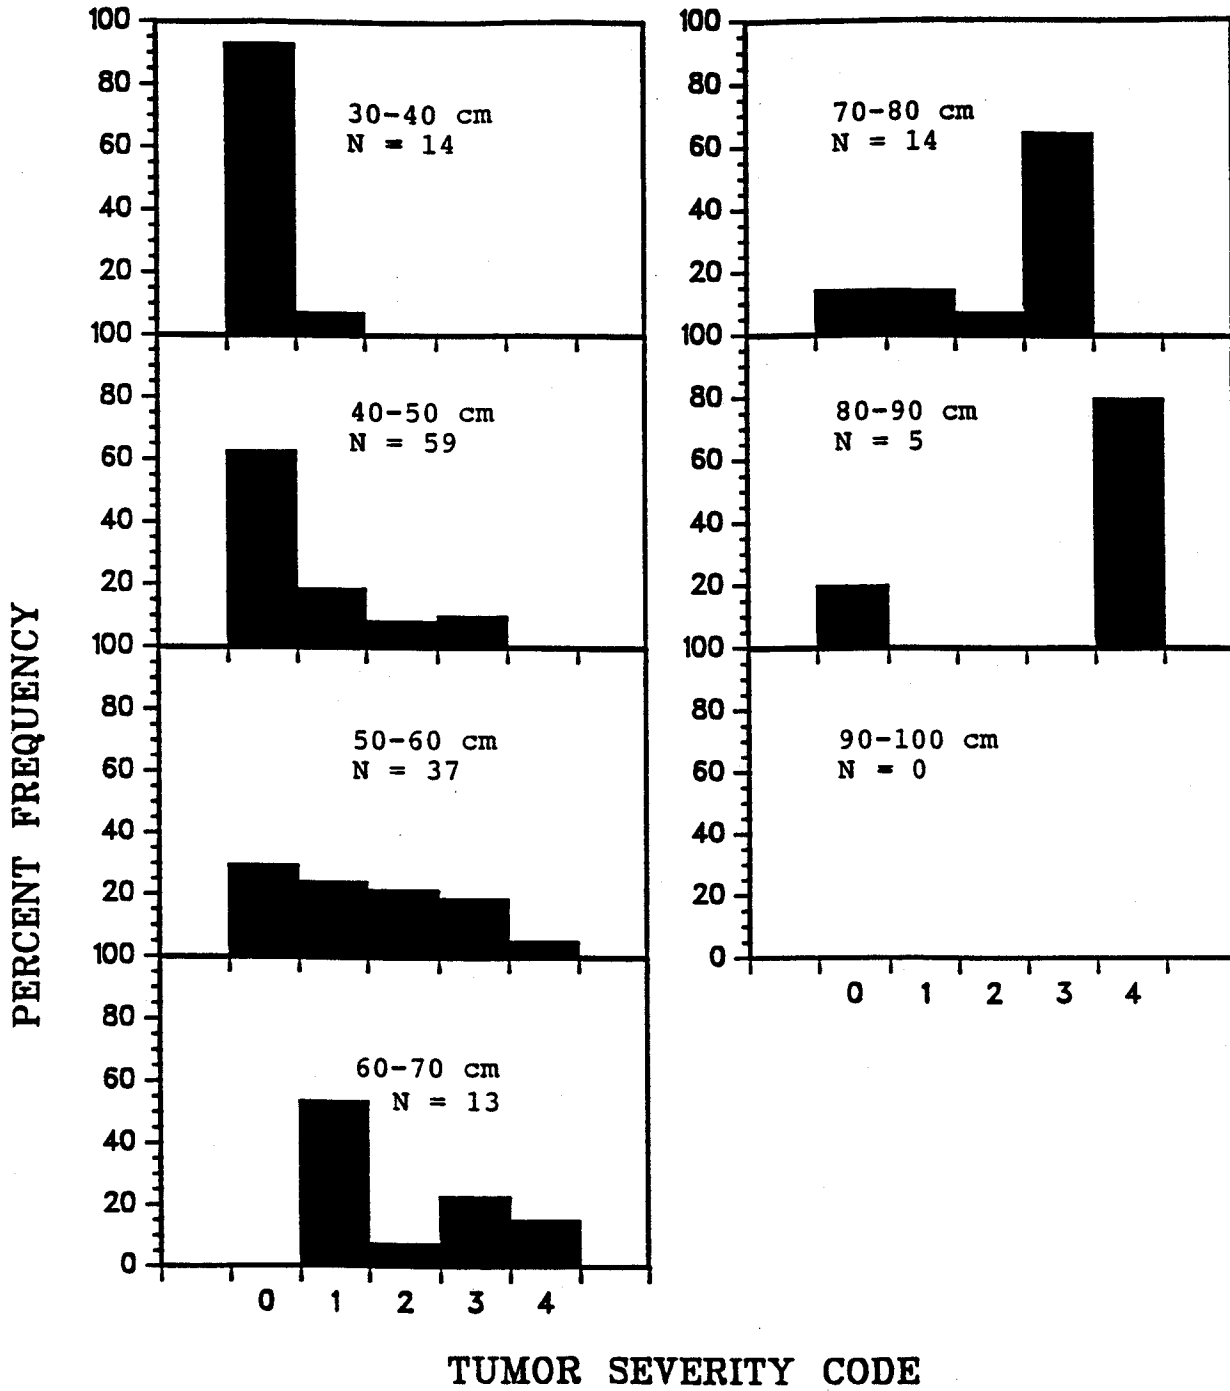 PERCENT FREQUENCY
100
80
60
40
20
100
80
60
40
20
100
80
60
40
20
100
80
60
40
20
0
30-40 cm
N = 14
40-50 cm
N = 59
50-60 cm
N = 37
60-70 cm
N = 13
0 1 2 3 4
100
80
60
40
20
100
80
60
40
20
100
80
60
40
20
0
70-80 cm
N = 14
80-90 cm
N = 5
90-100 cm
N = 0
0 1 2 3 4
TUMOR SEVERITY CODE